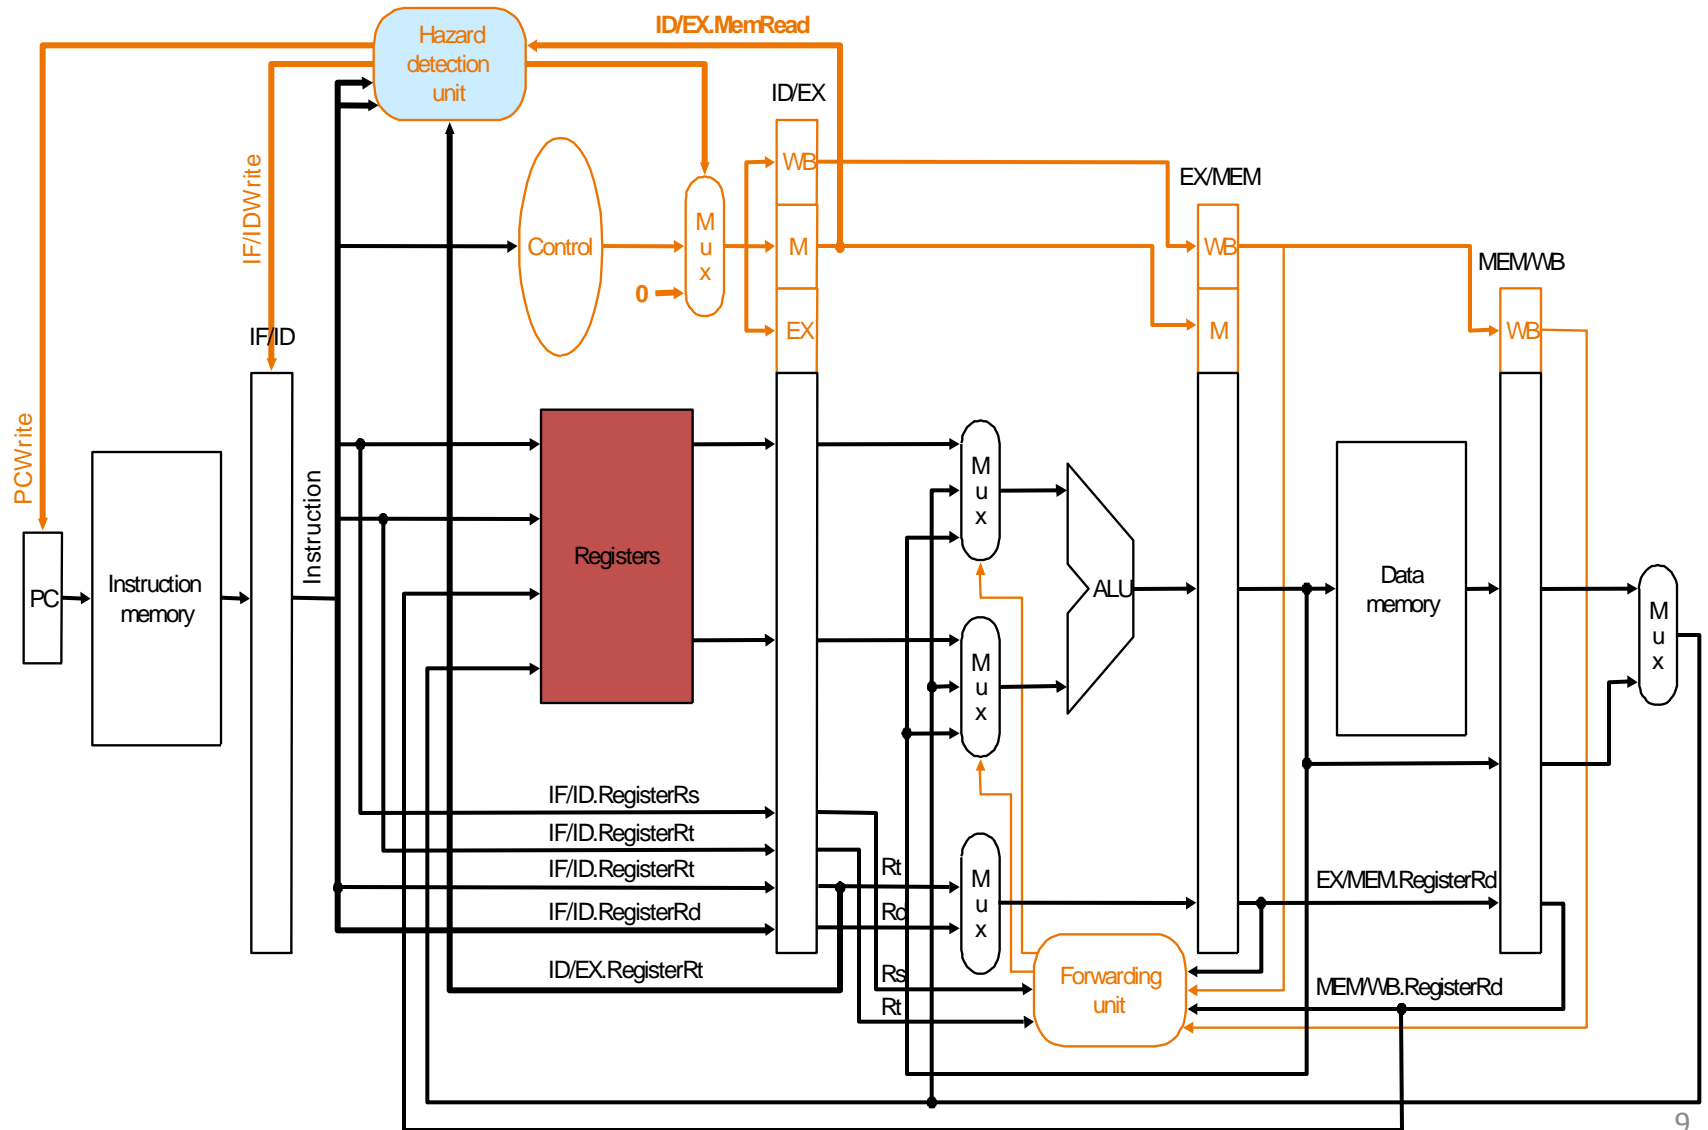 Hazard
detection
unit
ID/EX.MemRead
ID/EX
WB
EX/MEM
IF/IDWrite
M
u
x
Control
M
WB
MEM/WB
0
EX
M
WB
IF/ID
PCWrite
Instruction
M
u
x
Registers
PC
Instruction
memory
ALU
Data
memory
M
u
x
M
u
x
IF/ID.RegisterRs
IF/ID.RegisterRt
IF/ID.RegisterRt
IF/ID.RegisterRd
Rt
Rd
M
u
x
EX/MEM.RegisterRd
ID/EX.RegisterRt
Rs
Rt
Forwarding
unit
MEM/WB.RegisterRd
9